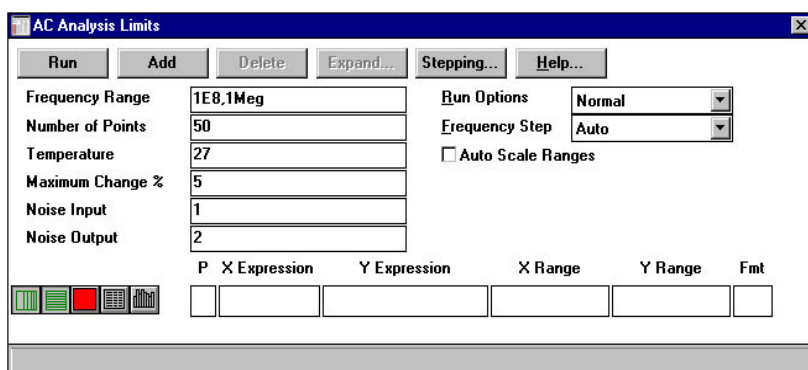 AC Analysis Limits
Run Add Delete Expand... Stepping... Help...
Frequency Range 1E8,1Meg Run Options Normal
Number of Points 50 Frequency Step Auto
Temperature 27 Auto Scale Ranges
Maximum Change % 5
Noise Input 1
Noise Output 2
P X Expression Y Expression X Range Y Range Fmt